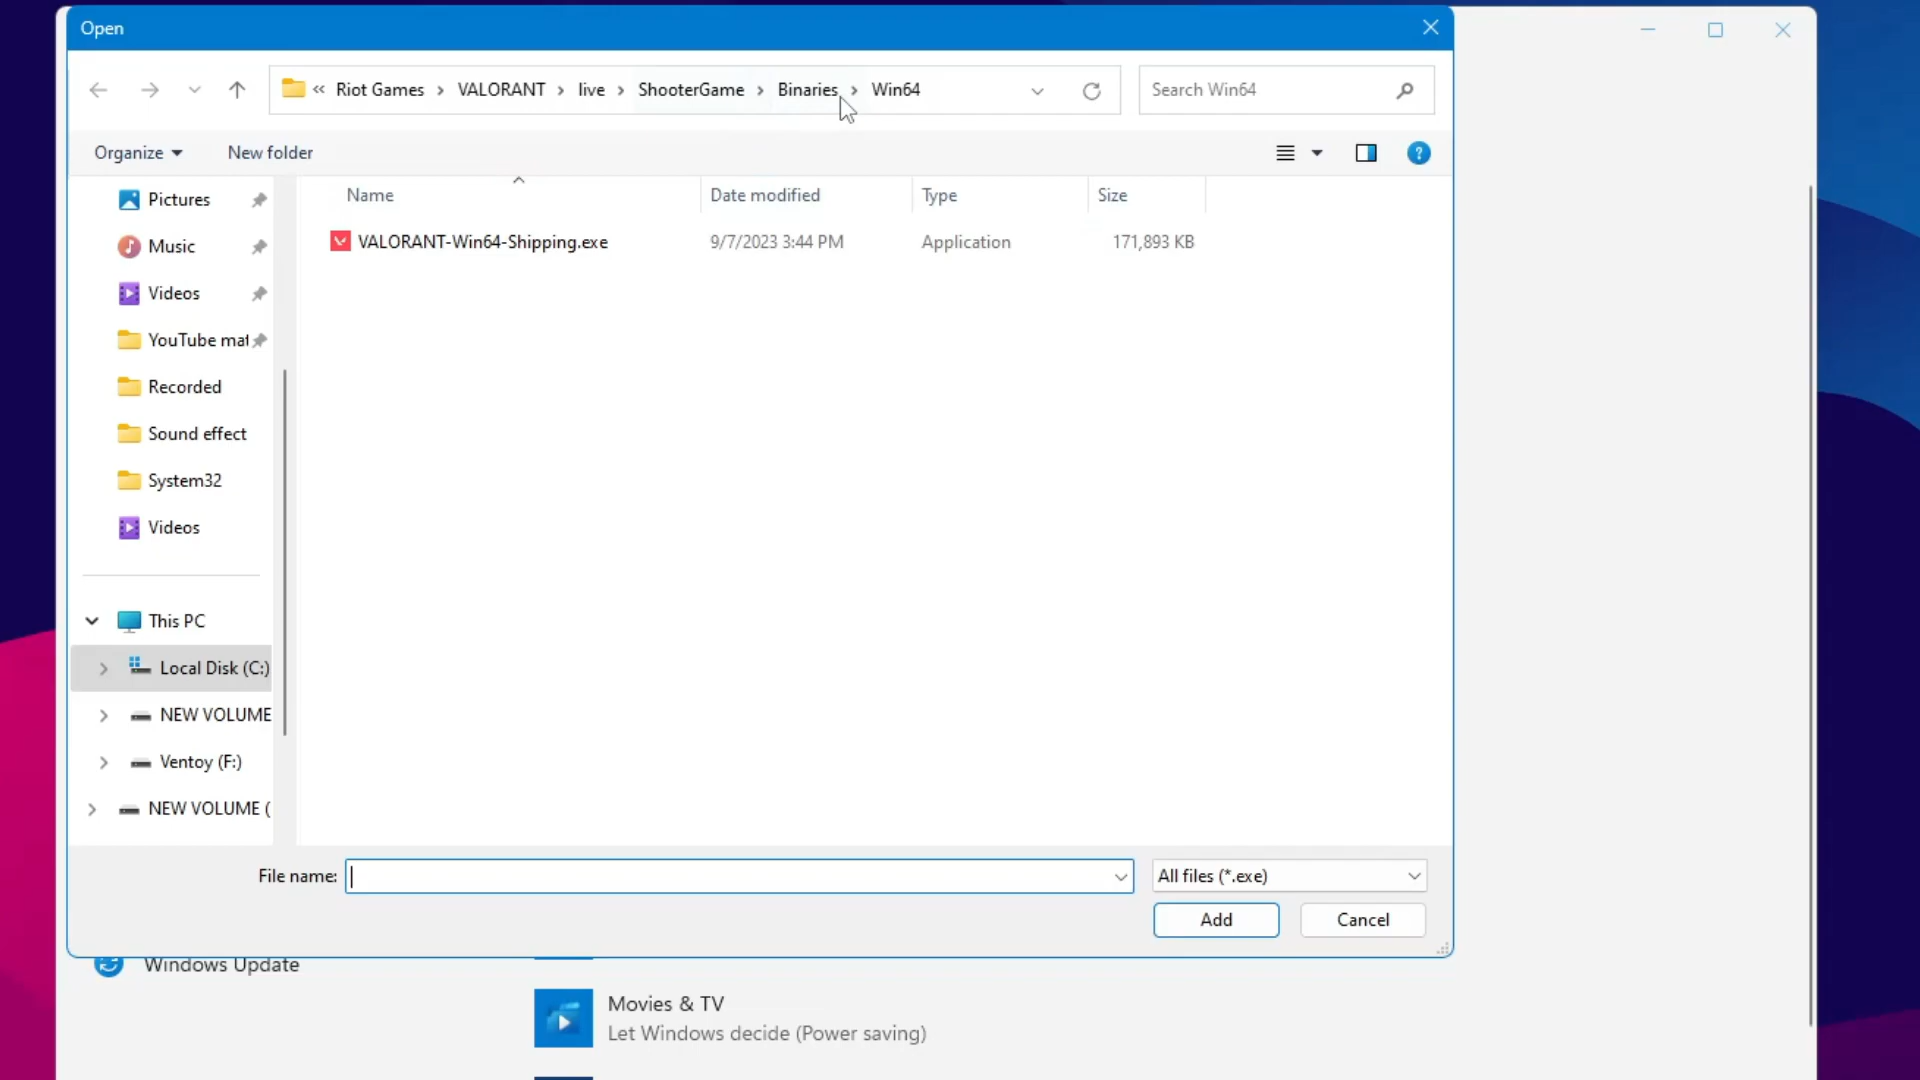 Open
« Riot Games › VALORANT › live › ShooterGame › Binaries › Win64
Search Win64
Organize
New folder
Name
Date modified
Type
Size
VALORANT-Win64-Shipping.exe
9/7/2023 3:44 PM
Application
171,893 KB
Pictures
Music
Videos
YouTube mat
Recorded
Sound effect
System32
Videos
This PC
Local Disk (C:)
NEW VOLUME
Ventoy (F:)
NEW VOLUME (
File name:
All files (*.exe)
Add
Cancel
Windows Update
Movies & TV
Let Windows decide (Power saving)